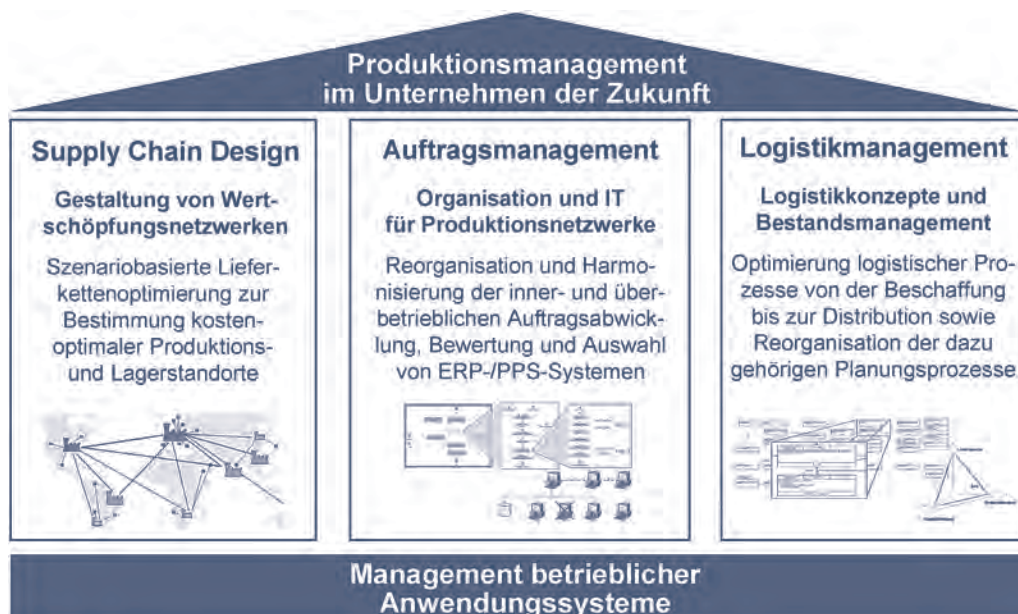 Produktionsmanagement
im Unternehmen der Zukunft
Supply Chain Design
Gestaltung von Wert-
schöpfungsnetzwerken
Szenariobasierte Liefer-
kettenoptimierung zur
Bestimmung kosten-
optimaler Produktions-
und Lagerstandorte
Auftragsmanagement
Organisation und IT
für Produktionsnetzwerke
Reorganisation und Harmo-
nisierung der inner- und über-
betrieblichen Auftragsabwick-
lung, Bewertung und Auswahl
von ERP-/PPS-Systemen
Logistikmanagement
Logistikkonzepte und
Bestandsmanagement
Optimierung logistischer Pro-
zesse von der Beschaffung
bis zur Distribution sowie
Reorganisation der dazu
gehörigen Planungsprozesse
Management betrieblicher
Anwendungssysteme